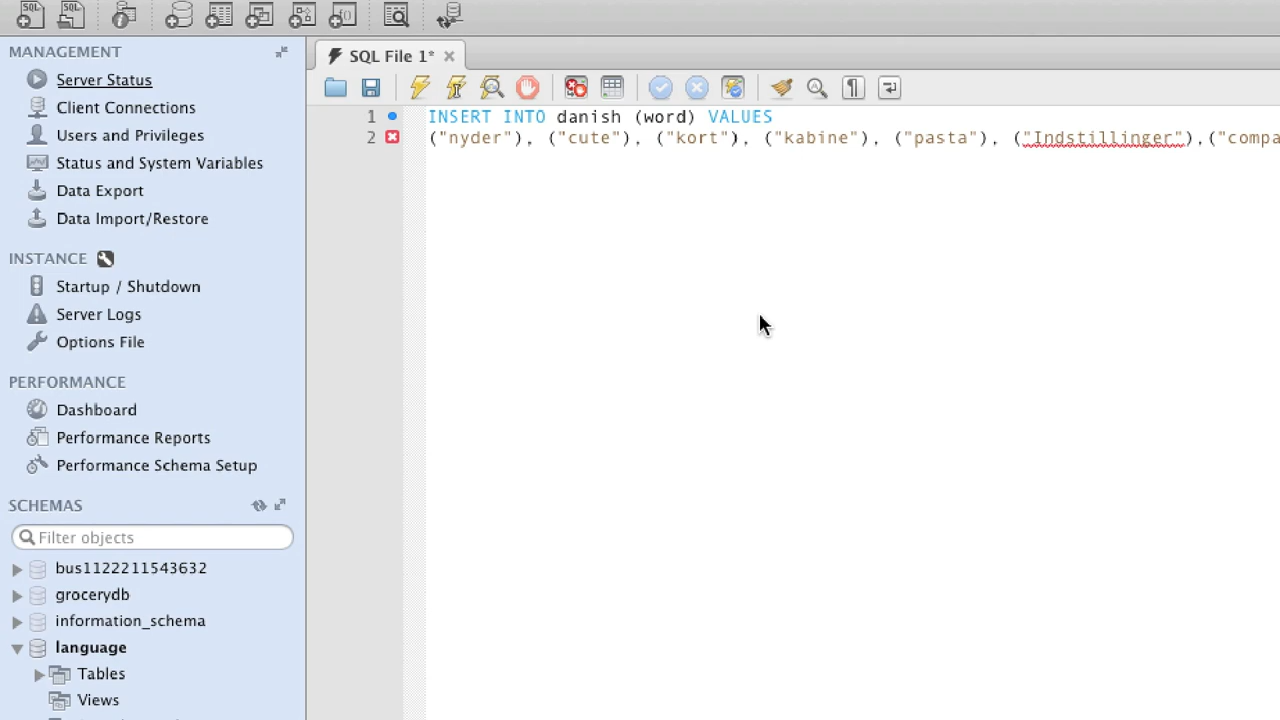 SQL SQL
MANAGEMENT
Server Status
Client Connections
Users and Privileges
Status and System Variables
Data Export
Data Import/Restore
INSTANCE
Startup / Shutdown
Server Logs
Options File
PERFORMANCE
Dashboard
Performance Reports
Performance Schema Setup
SCHEMAS
Filter objects
bus1122211543632
grocerydb
information_schema
language
Tables
Views
SQL File 1*
1 INSERT INTO danish (word) VALUES
2 ("nyder"), ("cute"), ("kort"), ("kabine"), ("pasta"), ("Indstillinger"),("compa